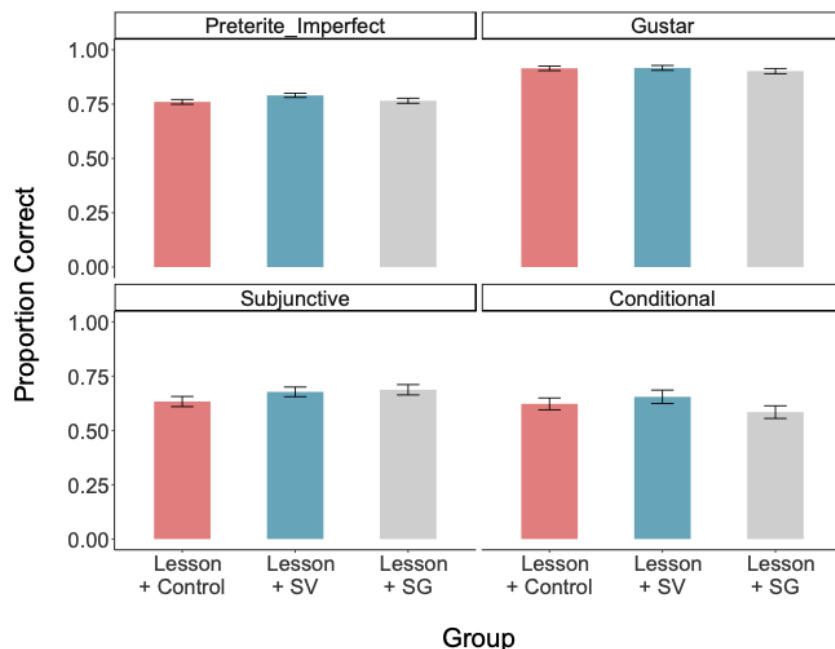 Preterite_Imperfect
Gustar
1.00
0.75
0.50
0.25
0.00
Subjunctive
Conditional
1.00
0.75
0.50
0.25
0.00
Proportion Correct
Lesson
+ Control
Lesson
+ SV
Lesson
+ SG
Lesson
+ Control
Lesson
+ SV
Lesson
+ SG
Group